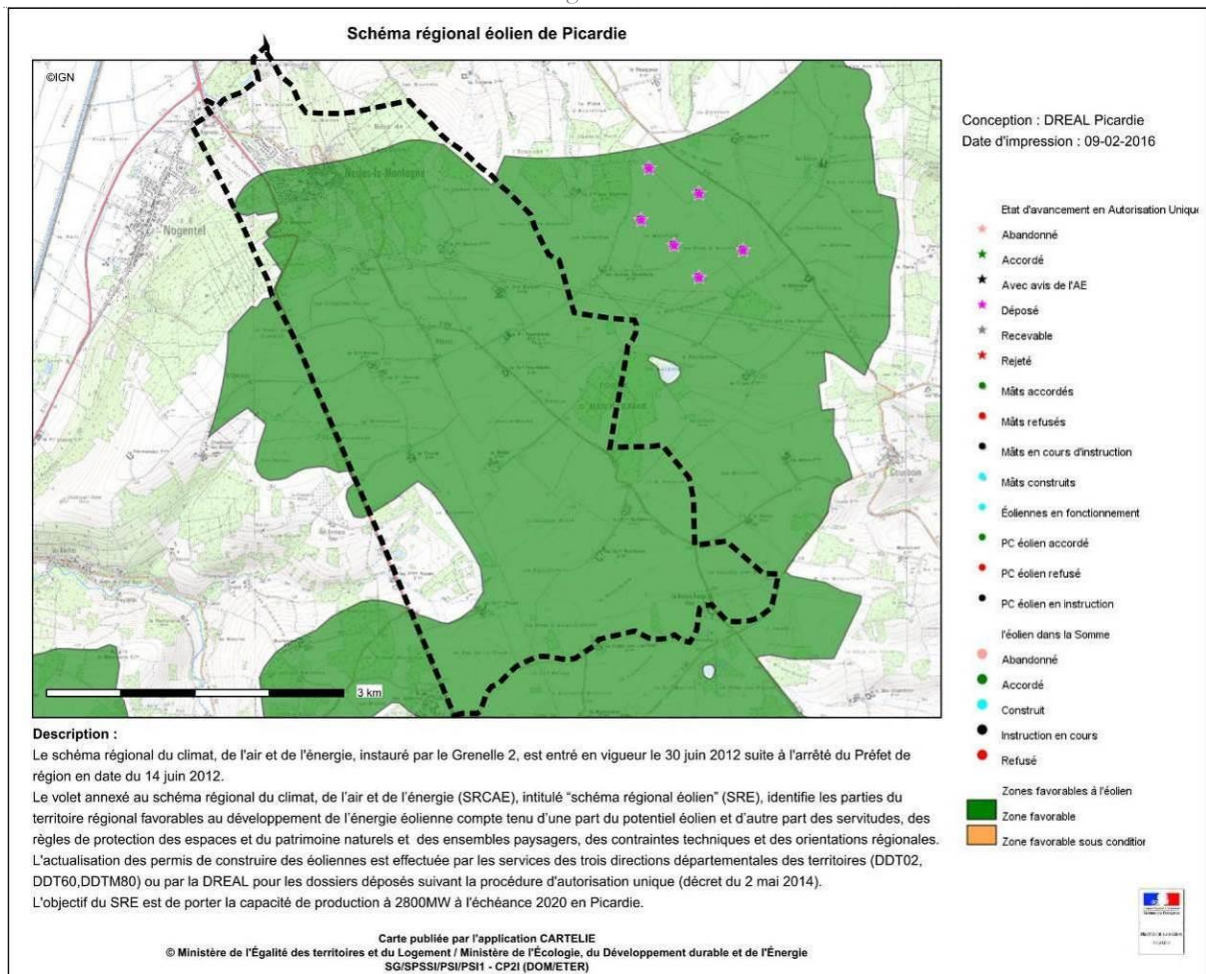 Schéma régional éolien de Picardie
©IGN
Nesles-la-Montagne
Nogentel
Courboin
3 km
Conception : DREAL Picardie
Date d'impression : 09-02-2016
Etat d'avancement en Autorisation Unique
Abandonné
Accordé
Avec avis de l'AE
Déposé
Recevable
Rejeté
Mâts accordés
Mâts refusés
Mâts en cours d'instruction
Mâts construits
Éoliennes en fonctionnement
PC éolien accordé
PC éolien refusé
PC éolien en instruction
l'éolien dans la Somme
Abandonné
Accordé
Construit
Instruction en cours
Refusé
Zones favorables à l'éolien
Zone favorable
Zone favorable sous condition
Description :
Le schéma régional du climat, de l'air et de l'énergie, instauré par le Grenelle 2, est entré en vigueur le 30 juin 2012 suite à l'arrêté du Préfet de
région en date du 14 juin 2012.
Le volet annexé au schéma régional du climat, de l'air et de l'énergie (SRCAE), intitulé “schéma régional éolien” (SRE), identifie les parties du
territoire régional favorables au développement de l'énergie éolienne compte tenu d'une part du potentiel éolien et d'autre part des servitudes, des
règles de protection des espaces et du patrimoine naturels et des ensembles paysagers, des contraintes techniques et des orientations régionales.
L'actualisation des permis de construire des éoliennes est effectuée par les services des trois directions départementales des territoires (DDT02,
DDT60,DDTM80) ou par la DREAL pour les dossiers déposés suivant la procédure d'autorisation unique (décret du 2 mai 2014).
L'objectif du SRE est de porter la capacité de production à 2800MW à l'échéance 2020 en Picardie.
Carte publiée par l'application CARTELIE
© Ministère de l'Égalité des territoires et du Logement / Ministère de l'Écologie, du Développement durable et de l'Énergie
SG/SPSSI/PSI/PSI1 - CP2I (DOM/ETER)